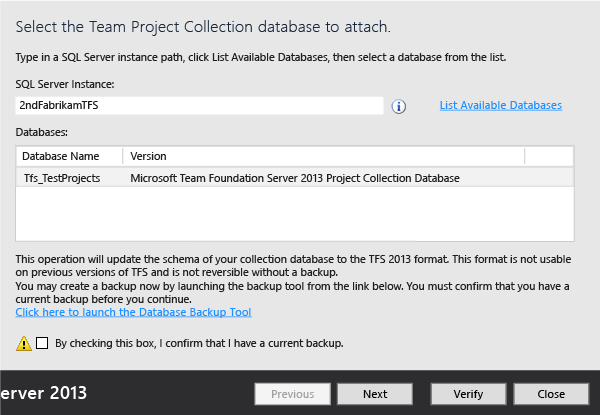 Select the Team Project Collection database to attach.
Type in a SQL Server instance path, click List Available Databases, then select a database from the list.
SQL Server Instance:
2ndFabrikamTFS
List Available Databases
Databases:
Database Name Version
Tfs_TestProjects Microsoft Team Foundation Server 2013 Project Collection Database
This operation will update the schema of your collection database to the TFS 2013 format. This format is not usable
on previous versions of TFS and is not reversible without a backup.
You may create a backup now by launching the backup tool from the link below. You must confirm that you have a
current backup before you continue.
Click here to launch the Database Backup Tool
By checking this box, I confirm that I have a current backup.
erver 2013 Previous Next Verify Close